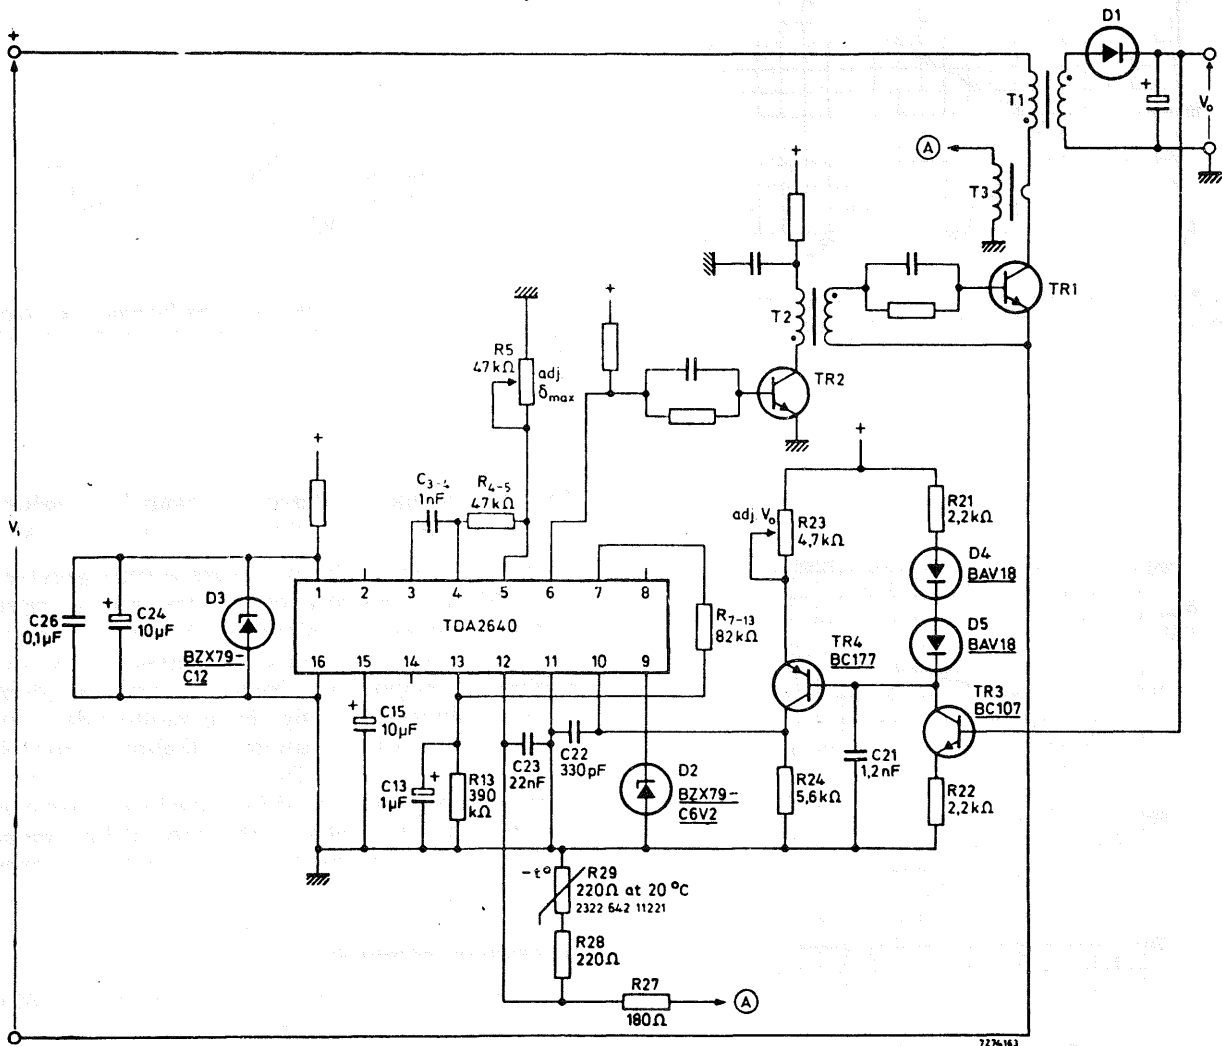 D1
+
T1
+
V₀
A
T3
+
TR1
T2
+
R5
47kΩ
adj.
δmax
TR2
+
+
C3-4
1nF
R4-5
47kΩ
adj. V₀
R23
4,7kΩ
R21
2,2kΩ
Vᵢ
D4
BAV18
1 2 3 4 5 6 7 8
TDA2640
16 15 14 13 12 11 10 9
C26
0,1µF
+
C24
10µF
D3
BZX79-
C12
R7-13
82kΩ
D5
BAV18
TR4
BC177
TR3
BC107
+
C15
10µF
C13
1µF
+
R13
390
kΩ
C23
22nF
C22
330pF
D2
BZX79-
C6V2
R24
5,6kΩ
C21
1,2nF
R22
2,2kΩ
-t°
R29
220Ω at 20 °C
2322 642 11221
R28
220Ω
R27
180Ω
A
7274163